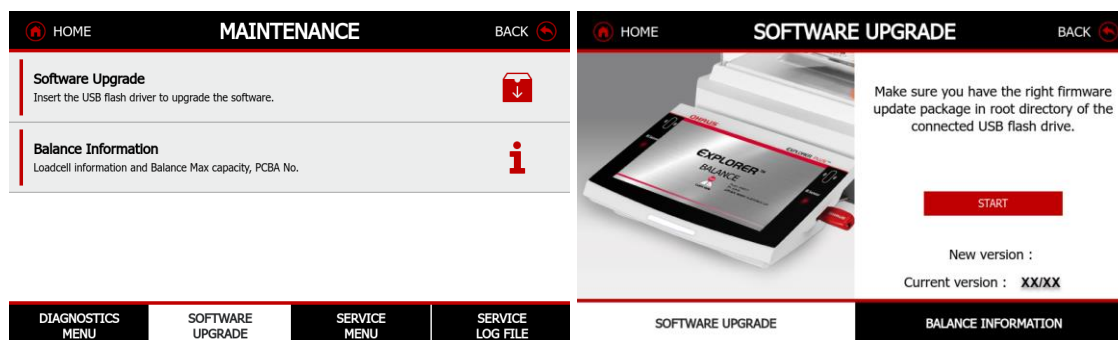 HOME
MAINTENANCE
BACK
Software Upgrade
Insert the USB flash driver to upgrade the software.
Balance Information
Loadcell information and Balance Max capacity, PCBA No.
DIAGNOSTICS
MENU
SOFTWARE
UPGRADE
SERVICE
MENU
SERVICE
LOG FILE
HOME
SOFTWARE UPGRADE
BACK
OHAUS
EXPLORER™
BALANCE
Make sure you have the right firmware
update package in root directory of the
connected USB flash drive.
START
New version :
Current version : XX/XX
SOFTWARE UPGRADE
BALANCE INFORMATION